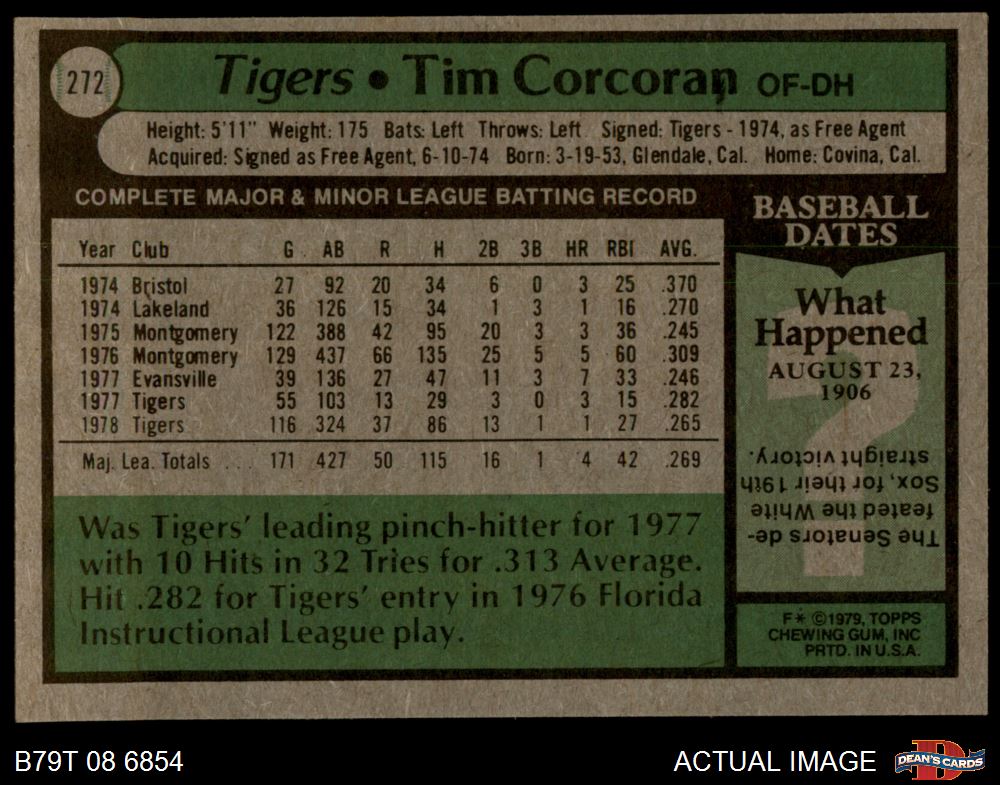 272
Tigers • Tim Corcoran OF-DH
Height: 5'11" Weight: 175 Bats: Left Throws: Left Signed: Tigers - 1974, as Free Agent
Acquired: Signed as Free Agent, 6-10-74 Born: 3-19-53, Glendale, Cal. Home: Covina, Cal.
COMPLETE MAJOR & MINOR LEAGUE BATTING RECORD
Year Club G AB R H 2B 3B HR RBI AVG.
1974 Bristol 27 92 20 34 6 0 3 25 .370
1974 Lakeland 36 126 15 34 1 3 1 16 .270
1975 Montgomery 122 388 42 95 20 3 3 36 .245
1976 Montgomery 129 437 66 135 25 5 5 60 .309
1977 Evansville 39 136 27 47 11 3 7 33 .246
1977 Tigers 55 103 13 29 3 0 3 15 .282
1978 Tigers 116 324 37 86 13 1 1 27 .265
Maj. Lea. Totals . . . 171 427 50 115 16 1 4 42 .269
Was Tigers' leading pinch-hitter for 1977
with 10 Hits in 32 Tries for .313 Average.
Hit .282 for Tigers' entry in 1976 Florida
Instructional League play.
BASEBALL
DATES
What
Happened
AUGUST 23,
1906
The Senators de-
feated the White
Sox, for their 19th
straight victory.
F* ©1979, TOPPS
CHEWING GUM, INC
PRTD. IN U.S.A.
B79T 08 6854
ACTUAL IMAGE
DEAN'S CARDS